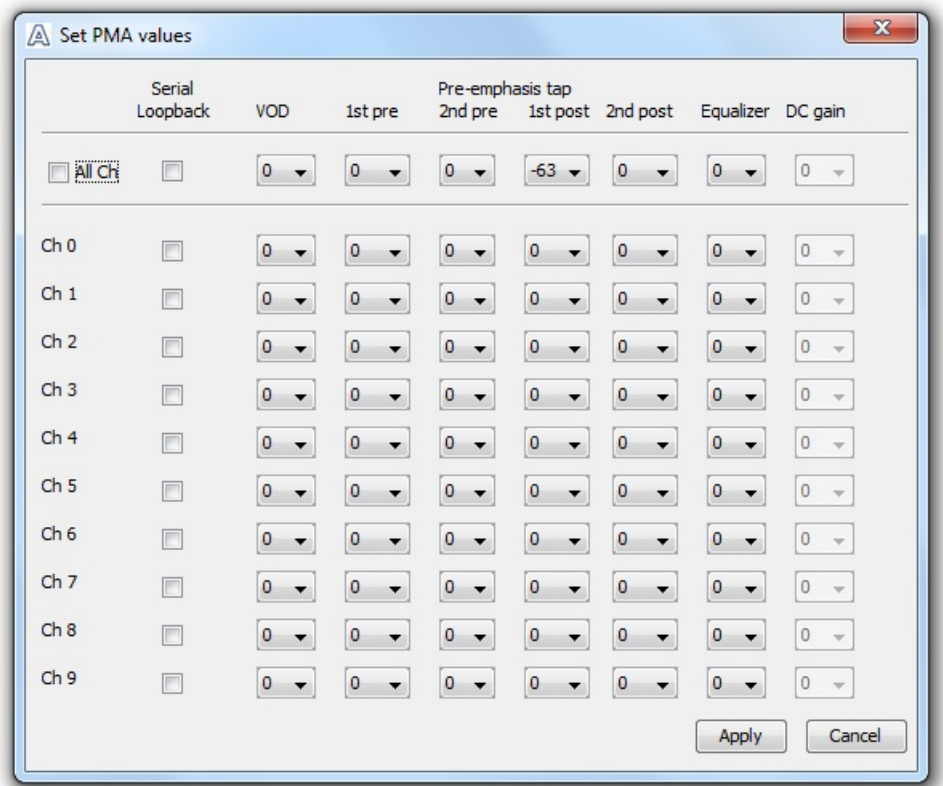 Set PMA values
Serial Pre-emphasis tap
Loopback VOD 1st pre 2nd pre 1st post 2nd post Equalizer DC gain
All Ch 0 0 0 -63 0 0 0
Ch 0 0 0 0 0 0 0 0
Ch 1 0 0 0 0 0 0 0
Ch 2 0 0 0 0 0 0 0
Ch 3 0 0 0 0 0 0 0
Ch 4 0 0 0 0 0 0 0
Ch 5 0 0 0 0 0 0 0
Ch 6 0 0 0 0 0 0 0
Ch 7 0 0 0 0 0 0 0
Ch 8 0 0 0 0 0 0 0
Ch 9 0 0 0 0 0 0 0
Apply Cancel